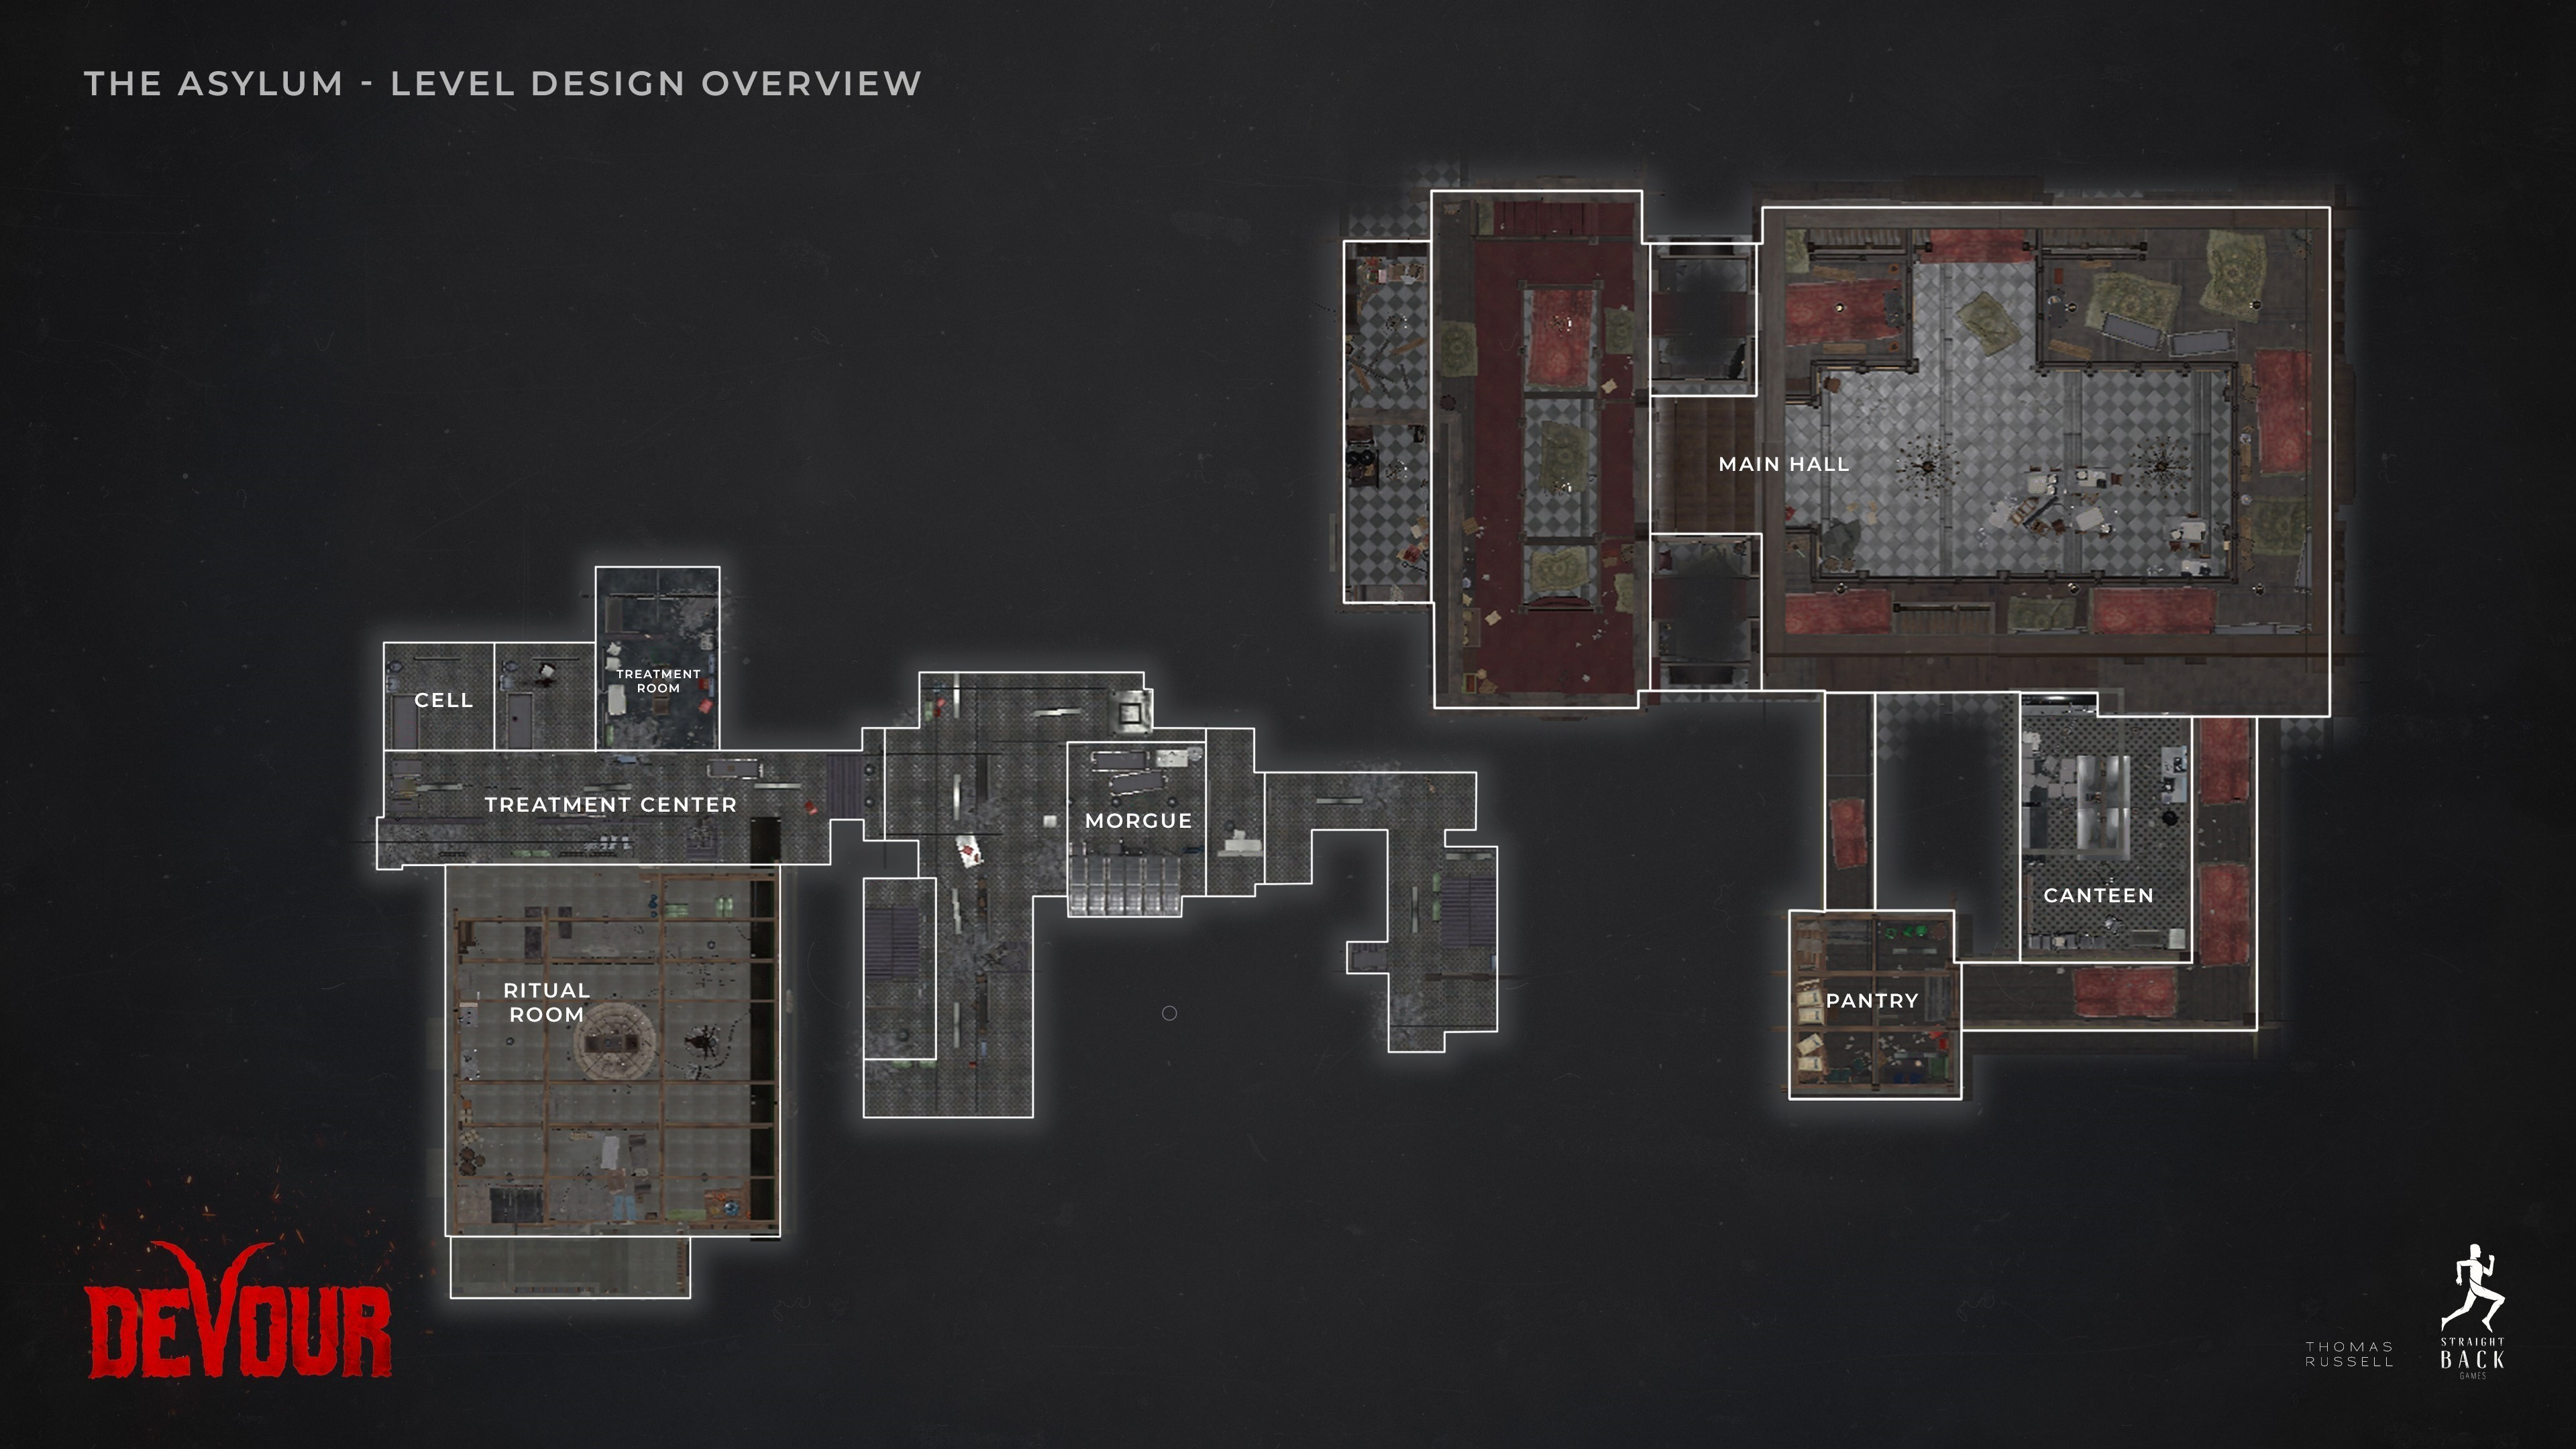 THE ASYLUM - LEVEL DESIGN OVERVIEW
MAIN HALL
TREATMENT
ROOM
CELL
TREATMENT CENTER
MORGUE
CANTEEN
RITUAL
ROOM
PANTRY
DEVOUR
THOMAS
RUSSELL
STRAIGHT
BACK
GAMES